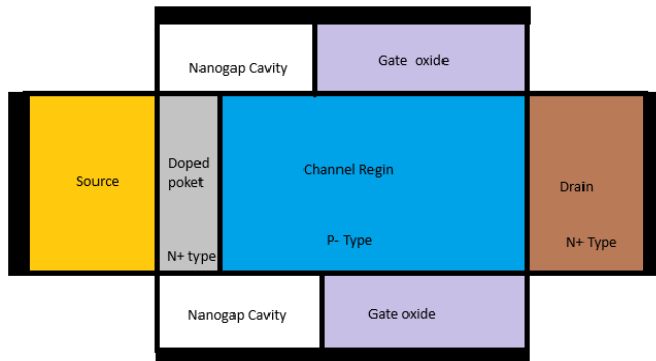 Nanogap Cavity
Gate oxide
Source
Doped
poket
N+ type
Channel Regin
P- Type
Drain
N+ Type
Nanogap Cavity
Gate oxide